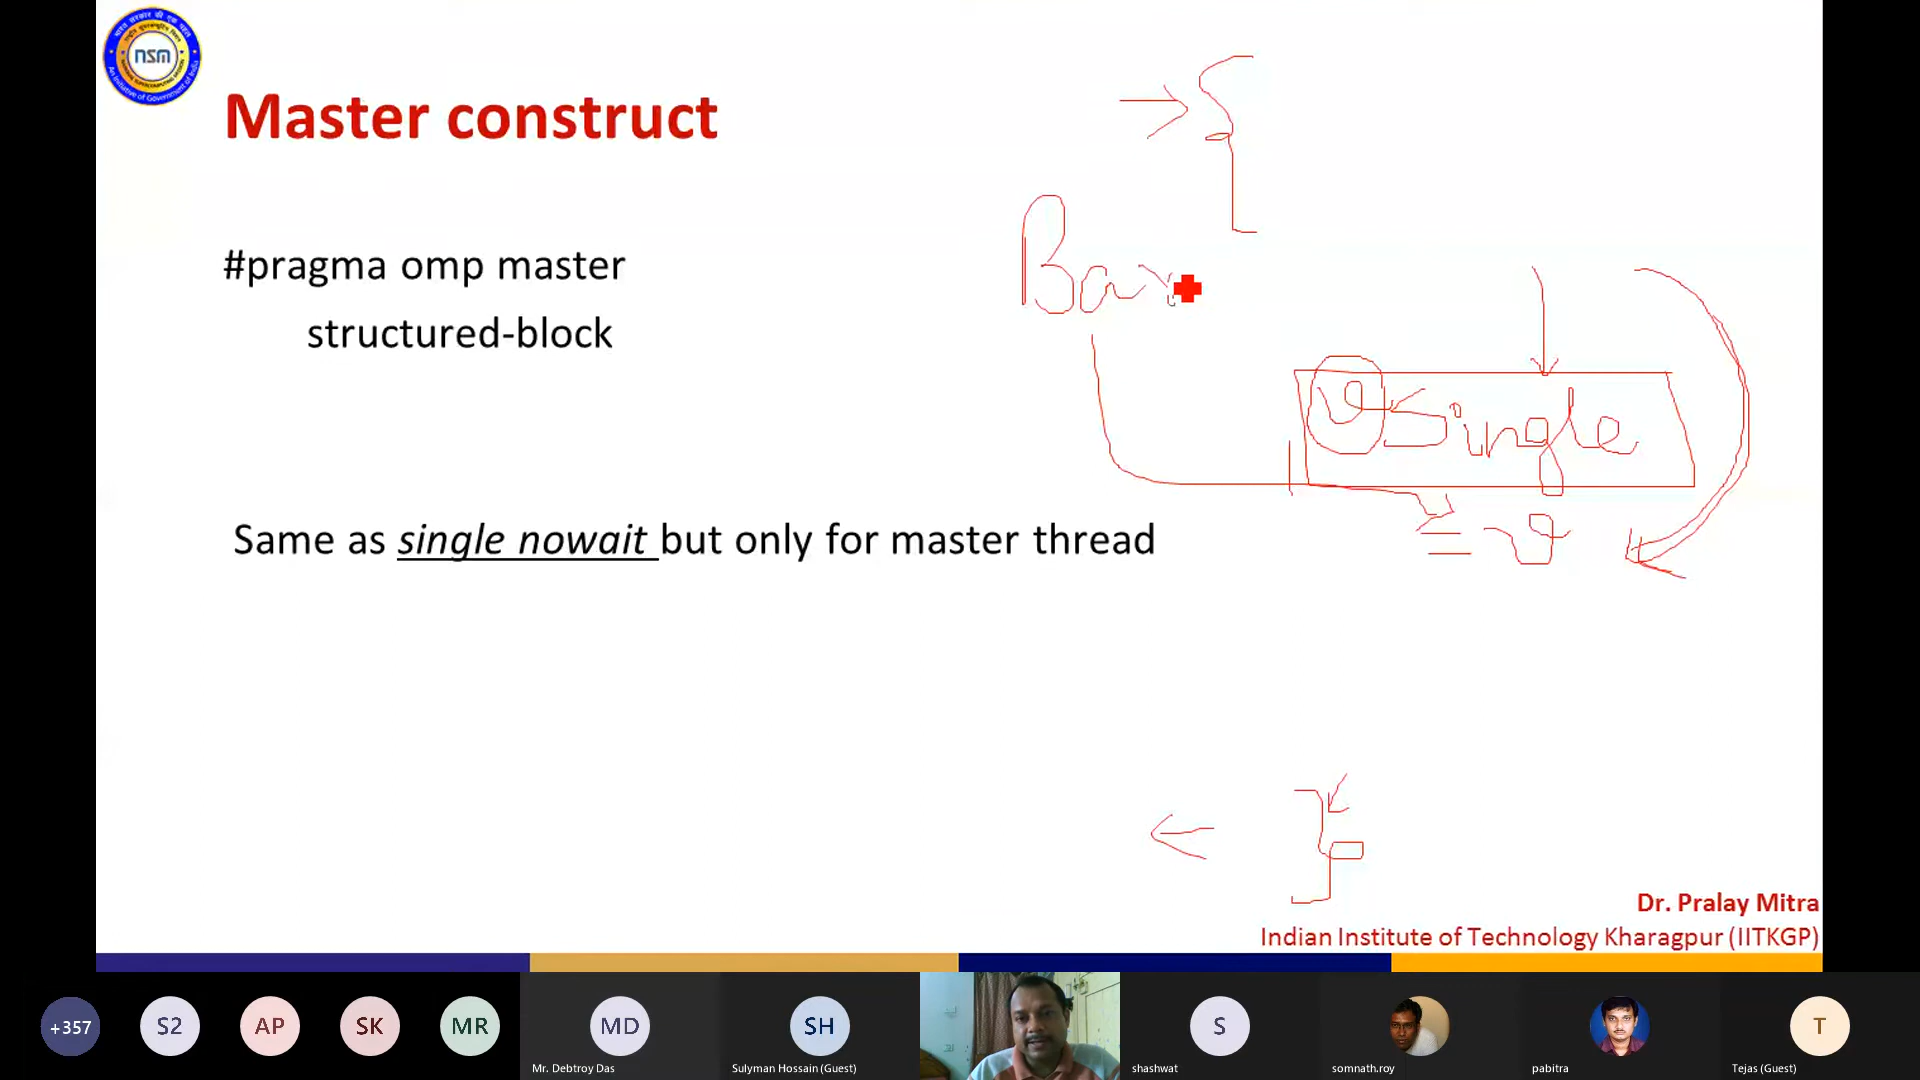 nsm
Master construct
#pragma omp master
structured-block
Bar
Single
Same as single nowait but only for master thread
Dr. Pralay Mitra
Indian Institute of Technology Kharagpur (IITKGP)
+357
S2
AP
SK
MR
MD
Mr. Debtroy Das
SH
Sulyman Hossain (Guest)
S
shashwat
somnath.roy
pabitra
T
Tejas (Guest)